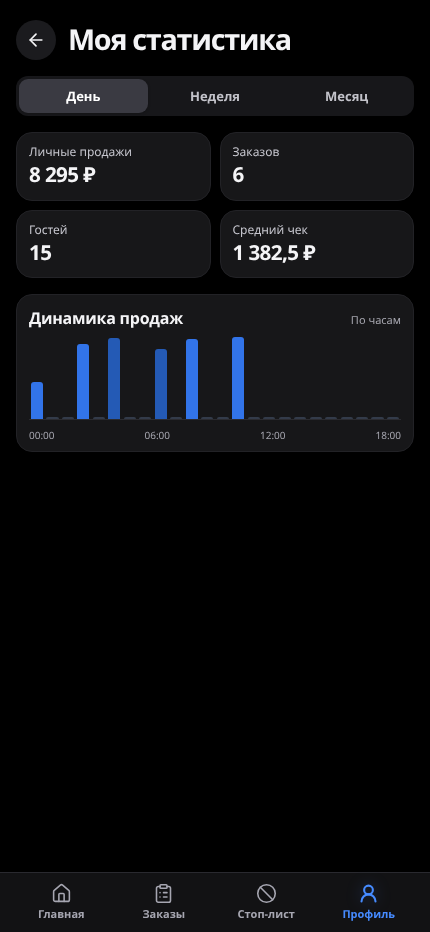 Моя статистика
День
Неделя
Месяц
Личные продажи
8 295 ₽
Заказов
6
Гостей
15
Средний чек
1 382,5 ₽
Динамика продаж
По часам
00:00
06:00
12:00
18:00
Главная
Заказы
Стоп-лист
Профиль